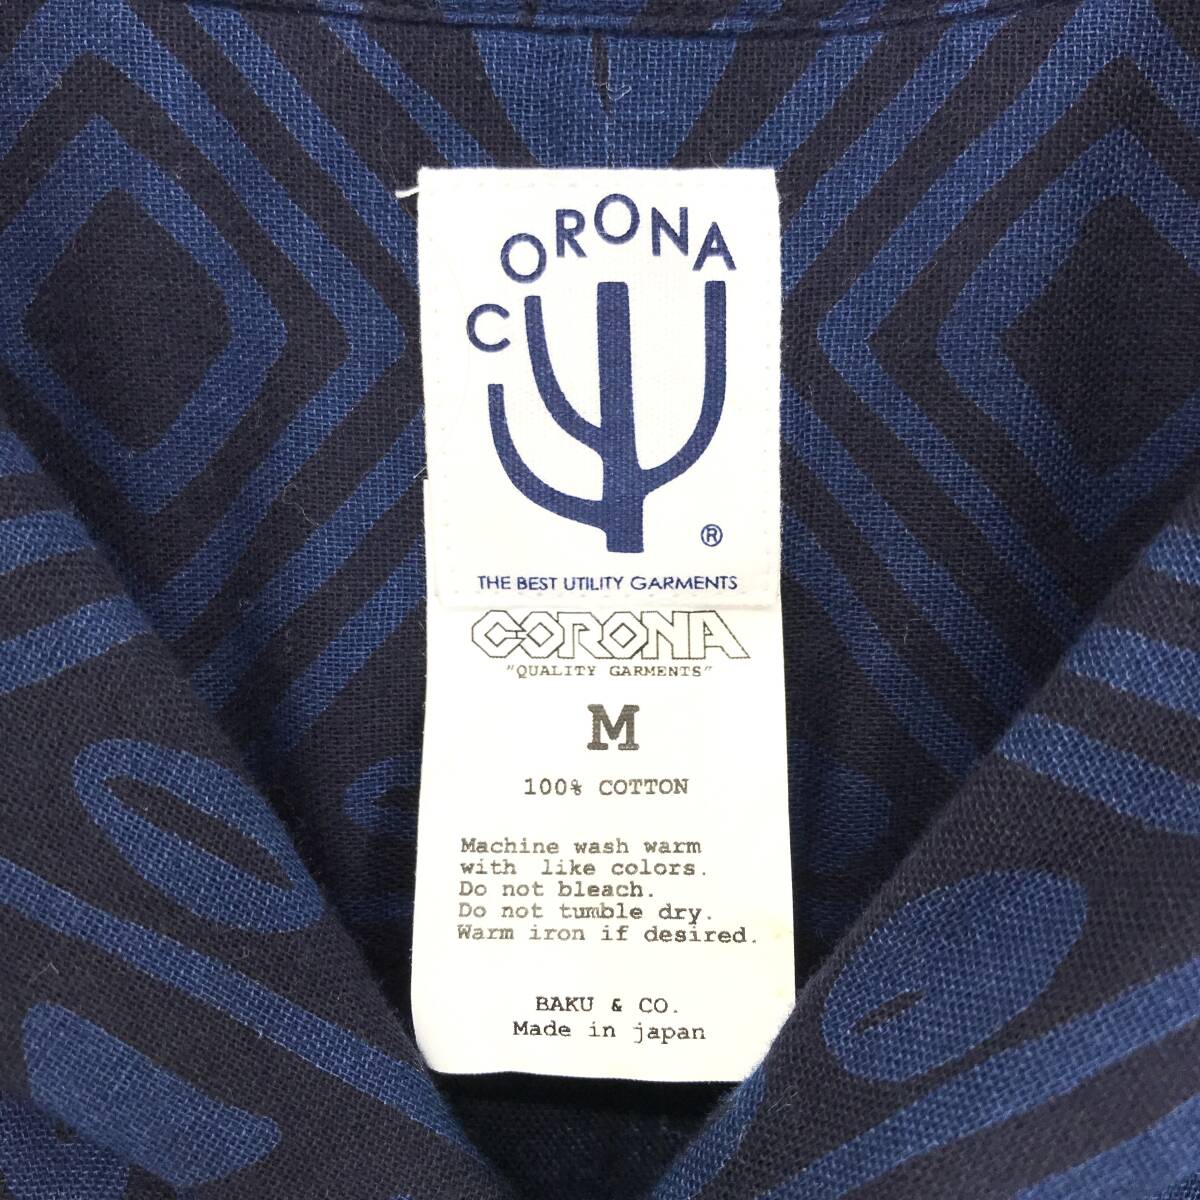 CORONA
®
THE BEST UTILITY GARMENTS
CORONA
"QUALITY GARMENTS"
M
100% COTTON
Machine wash warm
with like colors.
Do not bleach.
Do not tumble dry.
Warm iron if desired.
BAKU & CO.
Made in japan